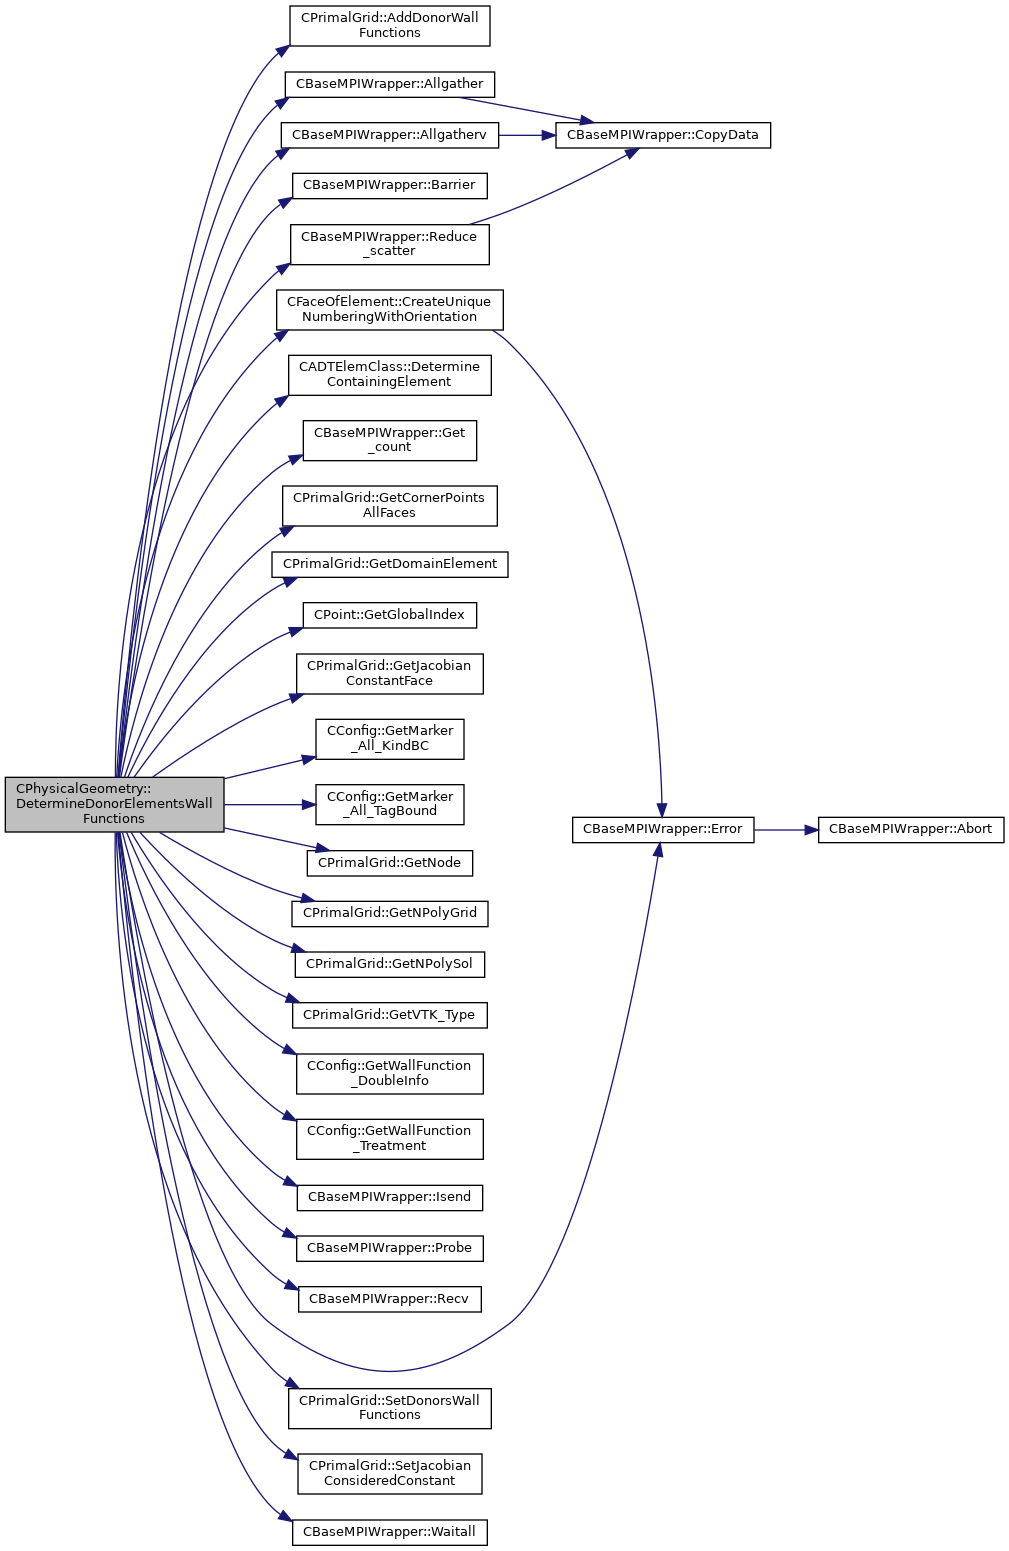 CPrimalGrid::AddDonorWall
Functions
CBaseMPIWrapper::Allgather
CBaseMPIWrapper::Allgatherv
CBaseMPIWrapper::CopyData
CBaseMPIWrapper::Barrier
CBaseMPIWrapper::Reduce
_scatter
CFaceOfElement::CreateUnique
NumberingWithOrientation
CADTElemClass::Determine
ContainingElement
CBaseMPIWrapper::Get
_count
CPrimalGrid::GetCornerPoints
AllFaces
CPrimalGrid::GetDomainElement
CPoint::GetGlobalIndex
CPrimalGrid::GetJacobian
ConstantFace
CConfig::GetMarker
_All_KindBC
CPhysicalGeometry::
DetermineDonorElementsWall
Functions
CConfig::GetMarker
_All_TagBound
CBaseMPIWrapper::Error
CBaseMPIWrapper::Abort
CPrimalGrid::GetNode
CPrimalGrid::GetNPolyGrid
CPrimalGrid::GetNPolySol
CPrimalGrid::GetVTK_Type
CConfig::GetWallFunction
_DoubleInfo
CConfig::GetWallFunction
_Treatment
CBaseMPIWrapper::Isend
CBaseMPIWrapper::Probe
CBaseMPIWrapper::Recv
CPrimalGrid::SetDonorsWall
Functions
CPrimalGrid::SetJacobian
ConsideredConstant
CBaseMPIWrapper::Waitall